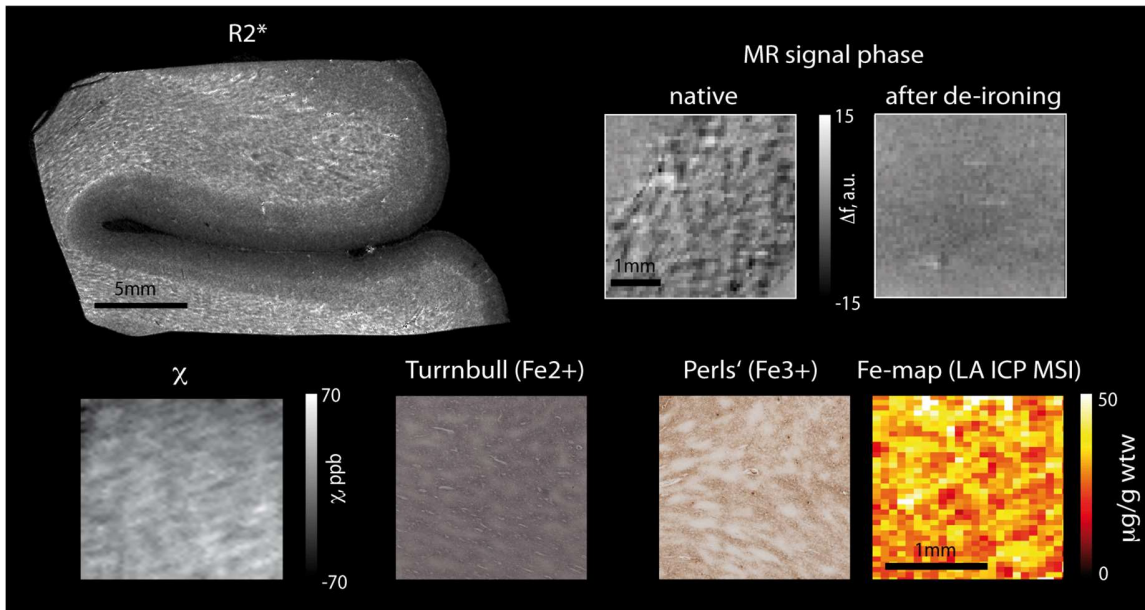 R2*
MR signal phase
native
after de-ironing
15
Δf, a.u.
-15
1mm
5mm
χ
Turrnbull (Fe2+)
Perls‘ (Fe3+)
Fe-map (LA ICP MSI)
70
χ, ppb
-70
50
μg/g wtw
0
1mm